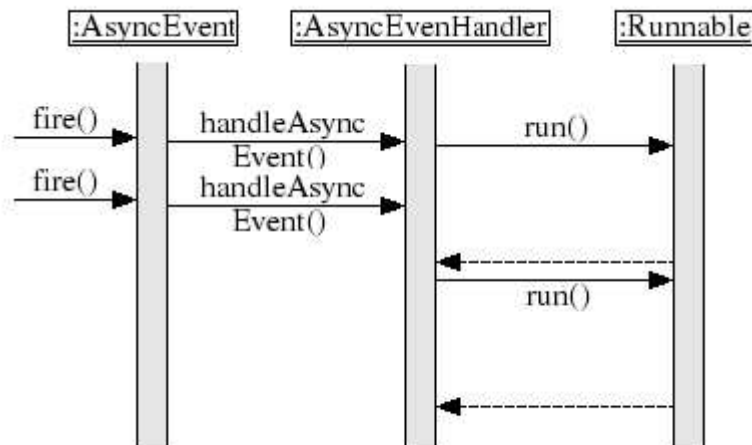 :AsyncEvent :AsyncEvenHandler :Runnable
fire() handleAsync run()
Event()
fire() handleAsync
Event()
run()